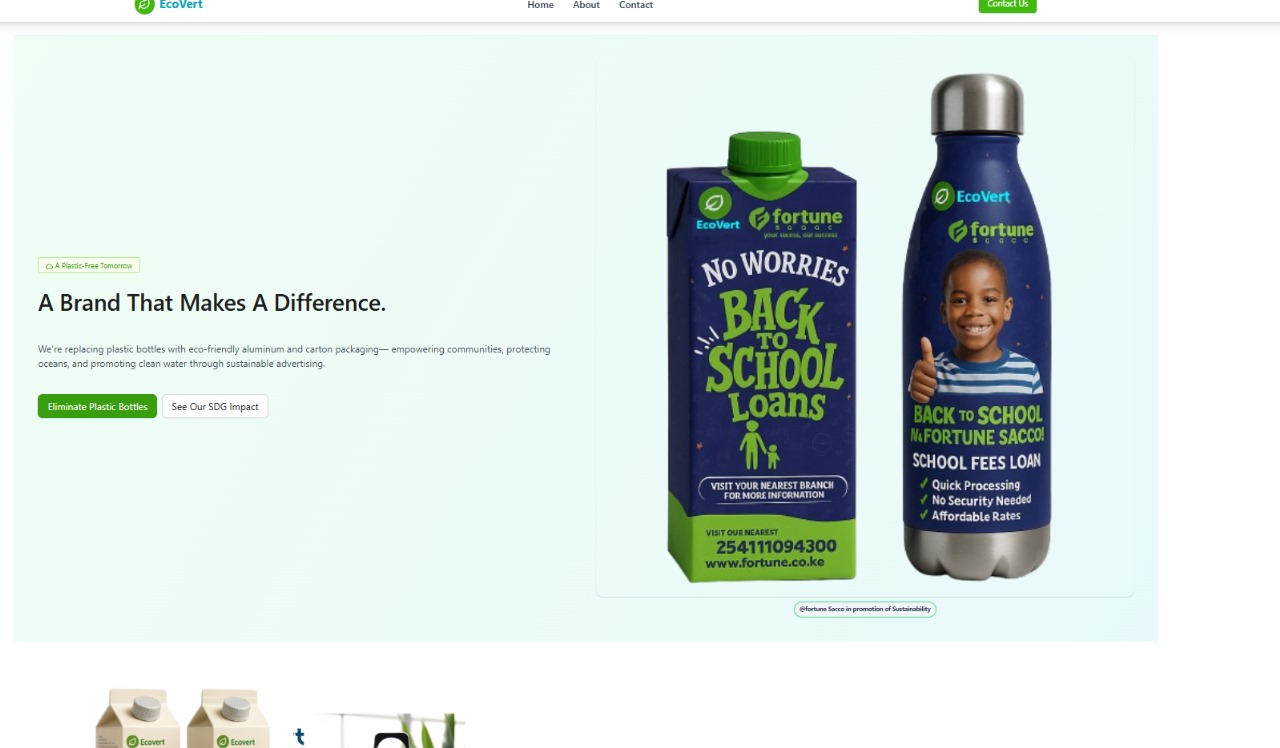 EcoVert
Home
About
Contact
Contact Us
A Plastic-Free Tomorrow
A Brand That Makes A Difference.
We're replacing plastic bottles with eco-friendly aluminum and carton packaging— empowering communities, protecting
oceans, and promoting clean water through sustainable advertising.
Eliminate Plastic Bottles
See Our SDG Impact
EcoVert
fortune
sacco
your sucess, our success
NO WORRIES
BACK
TO
SCHOOL
Loans
VISIT YOUR NEAREST BRANCH
FOR MORE INFORNATION
VISIT OUR NEAREST
254111094300
www.fortune.co.ke
EcoVert
fortune
BACK TO SCHOOL
FORTUNE SACCO!
SCHOOL FEES LOAN
✓ Quick Processing
✓ No Security Needed
✓ Affordable Rates
@fortune Sacco in promotion of Sustainability
Ecovert
Ecovert
t